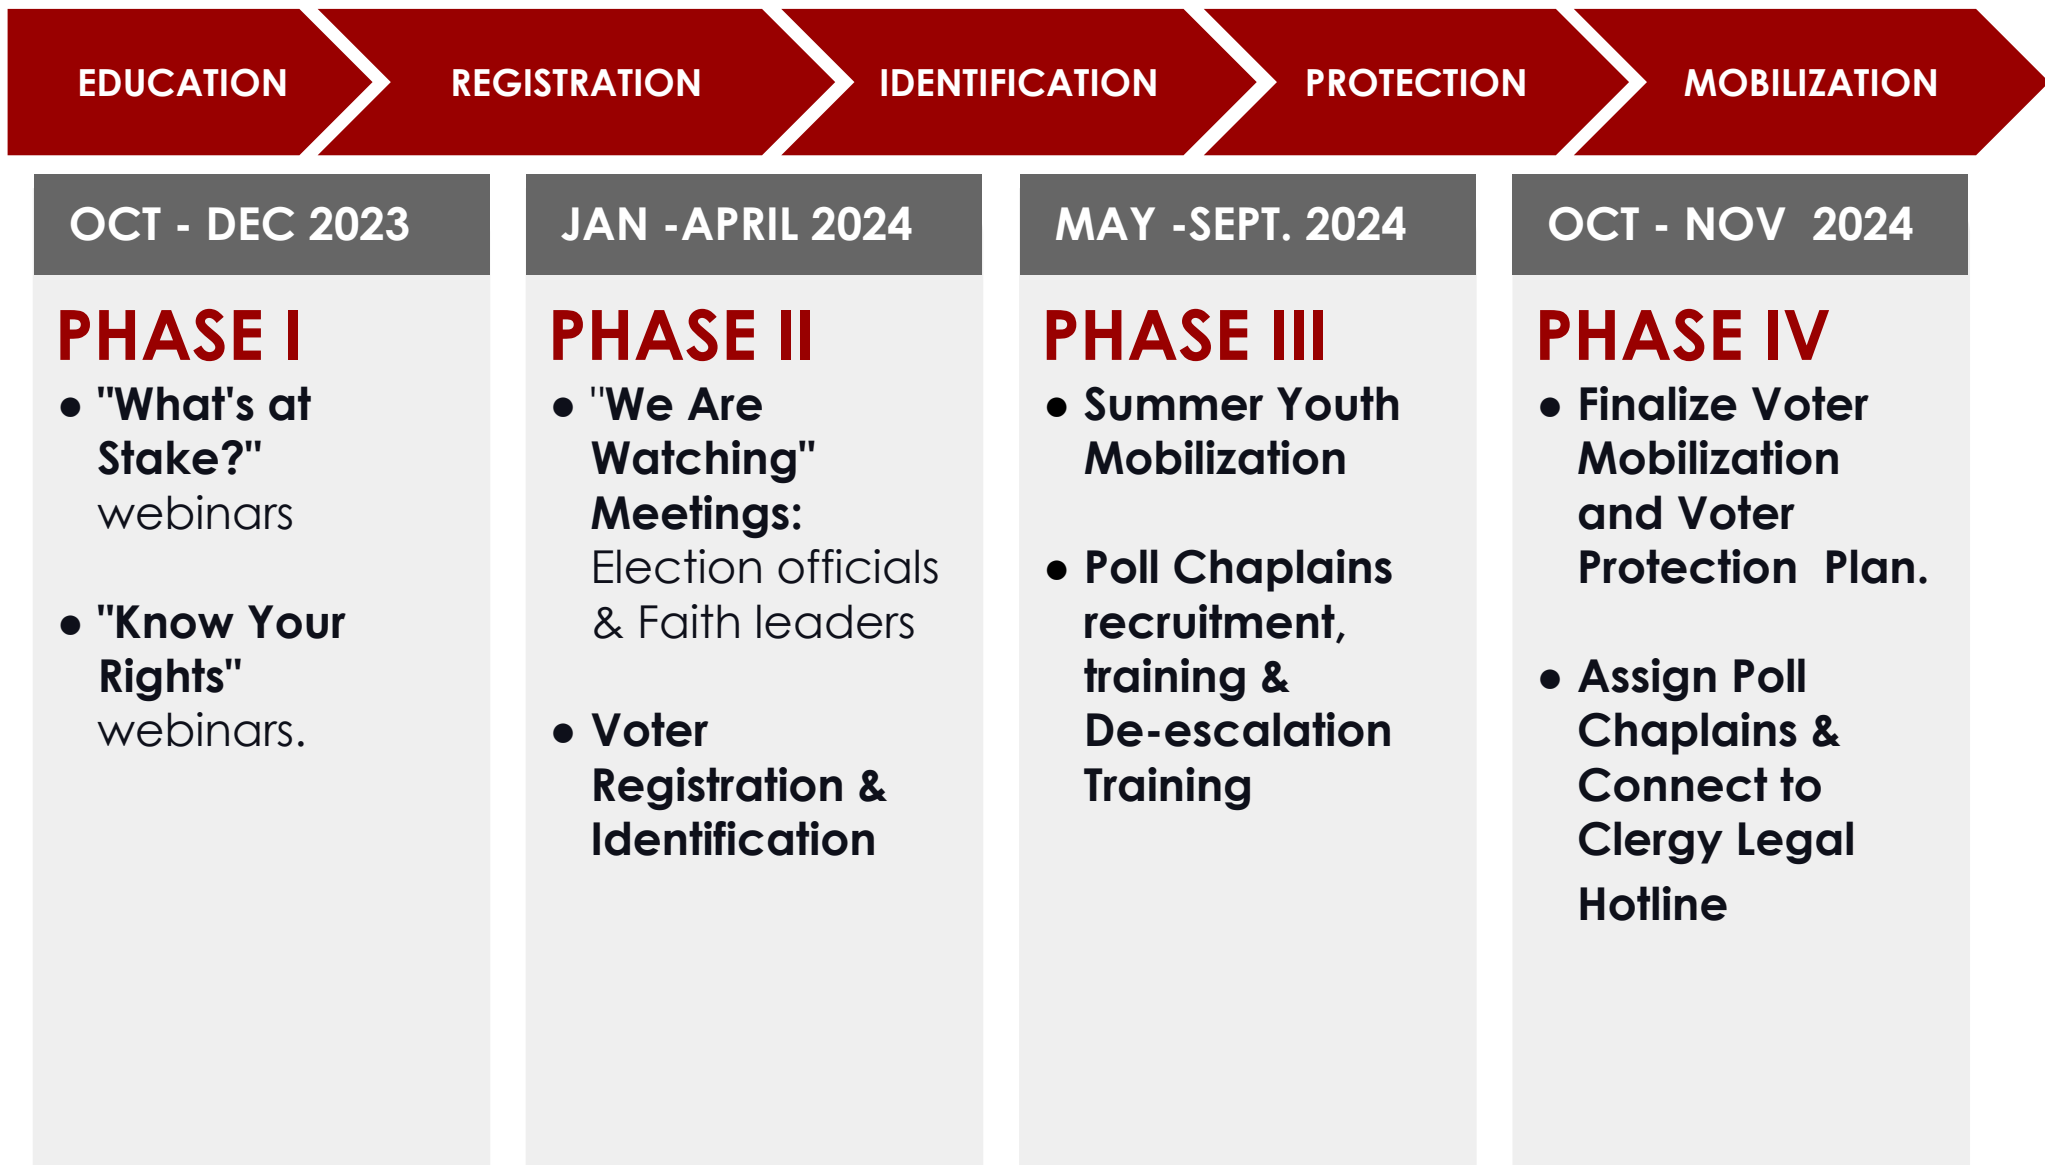 EDUCATION
REGISTRATION
IDENTIFICATION
PROTECTION
MOBILIZATION
OCT - DEC 2023
PHASE I
● "What's at
Stake?"
webinars
● "Know Your
Rights"
webinars.
JAN -APRIL 2024
PHASE II
● "We Are
Watching"
Meetings:
Election officials
& Faith leaders
● Voter
Registration &
Identification
MAY -SEPT. 2024
PHASE III
● Summer Youth
Mobilization
● Poll Chaplains
recruitment,
training &
De-escalation
Training
OCT - NOV  2024
PHASE IV
● Finalize Voter
Mobilization
and Voter
Protection  Plan.
● Assign Poll
Chaplains &
Connect to
Clergy Legal
Hotline